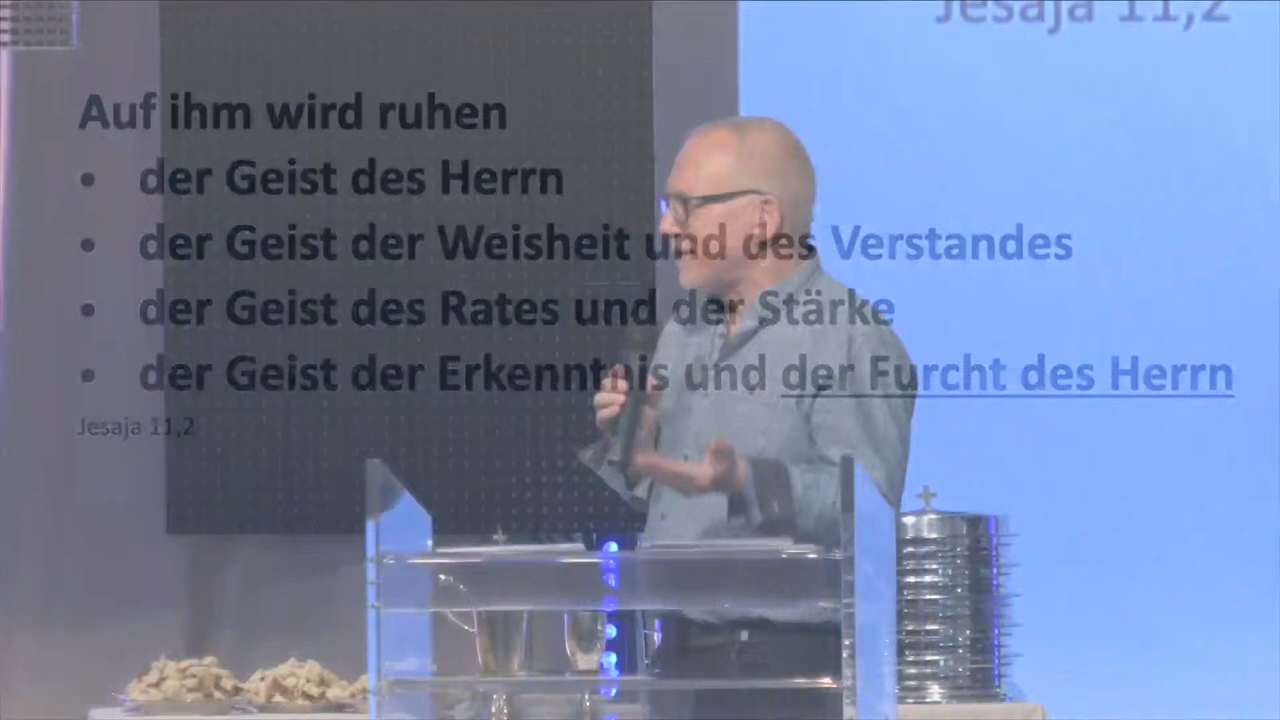 Jesaja 11,2
Auf ihm wird ruhen
• der Geist des Herrn
• der Geist der Weisheit und des Verstandes
• der Geist des Rates und der Stärke
• der Geist der Erkenntnis und der Furcht des Herrn
Jesaja 11,2